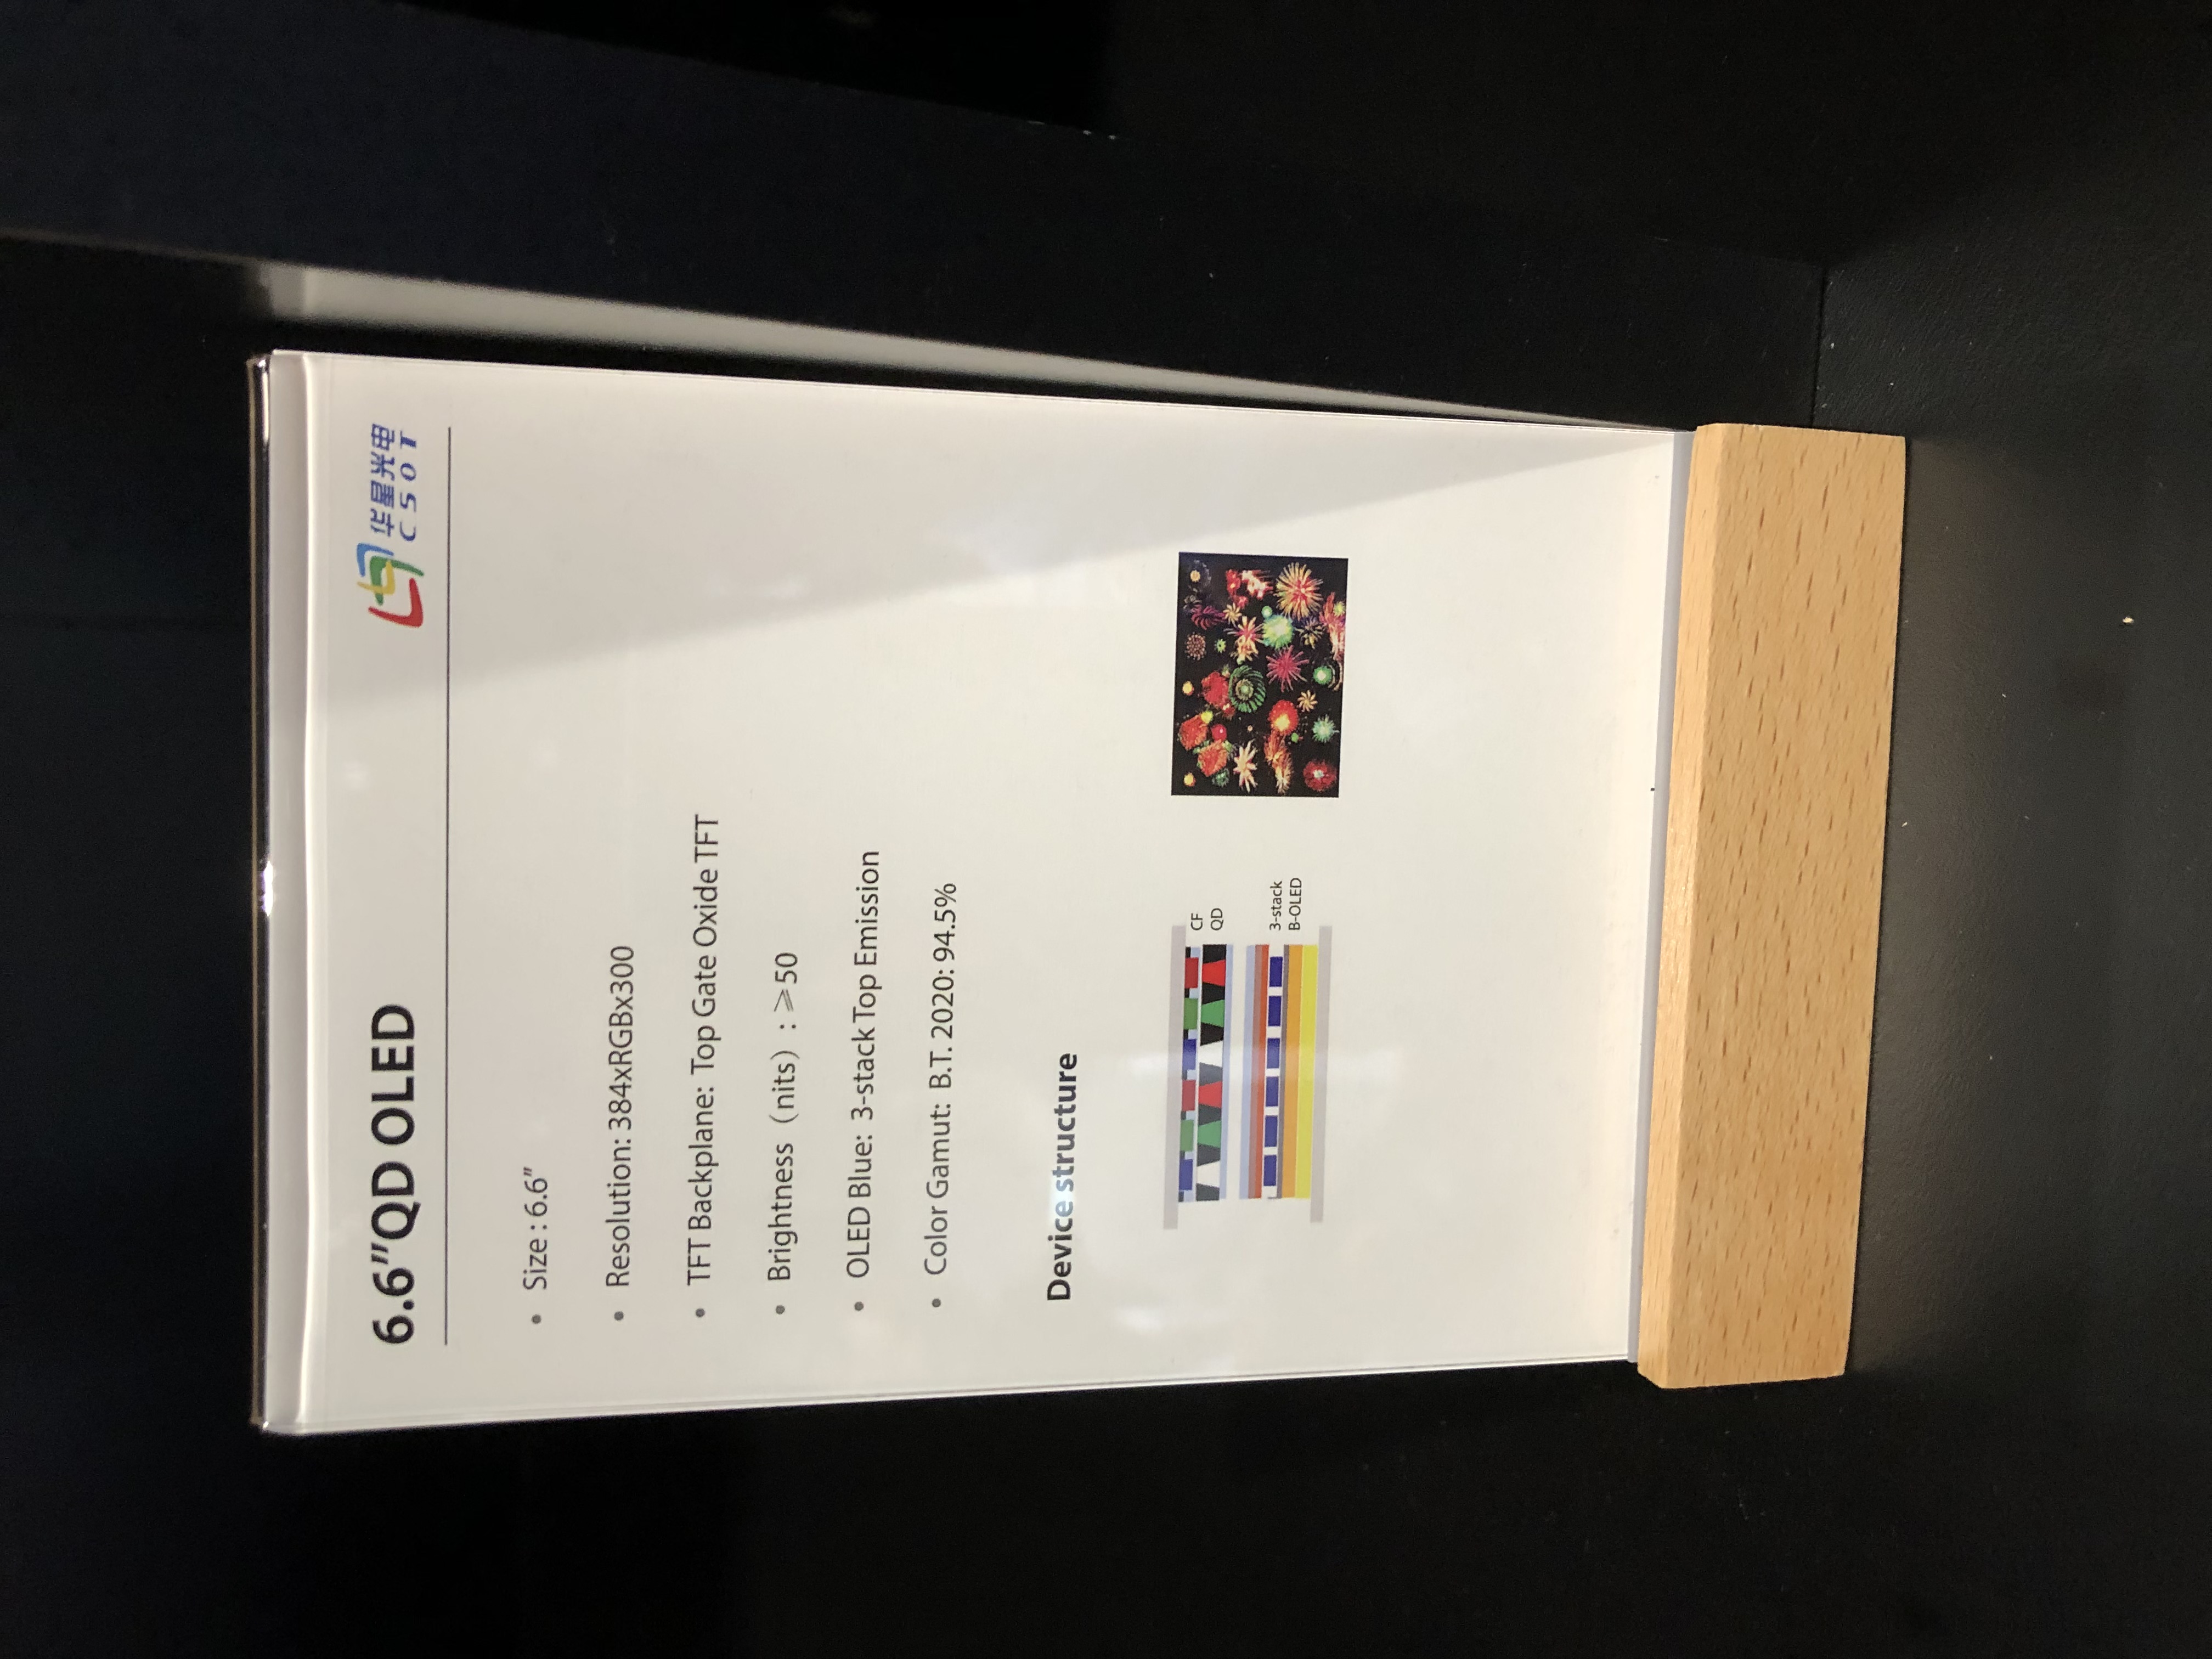 6.6"QD OLED
华星光电
CSOT
• Size : 6.6"
• Resolution: 384xRGBx300
• TFT Backplane: Top Gate Oxide TFT
• Brightness（nits）: ⩾50
• OLED Blue: 3-stack Top Emission
• Color Gamut: B.T. 2020: 94.5%
Device structure
CF
QD
3-stack
B-OLED